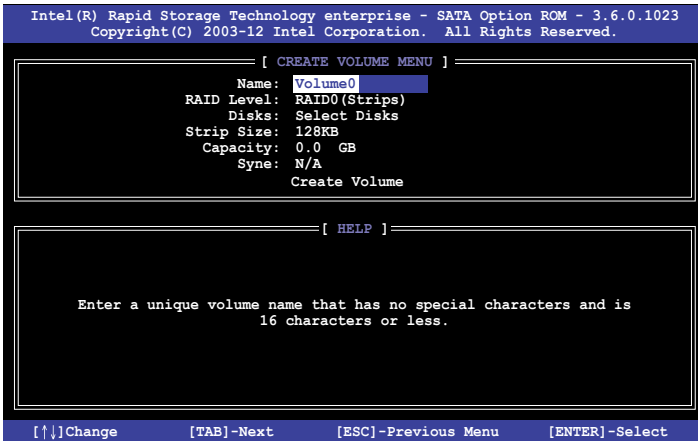 Intel(R) Rapid Storage Technology enterprise - SATA Option ROM - 3.6.0.1023
Copyright(C) 2003-12 Intel Corporation. All Rights Reserved.
[ CREATE VOLUME MENU ]
Name: Volume0
RAID Level: RAID0(Strips)
Disks: Select Disks
Strip Size: 128KB
Capacity: 0.0 GB
Syne: N/A
Create Volume
[ HELP ]
Enter a unique volume name that has no special characters and is
16 characters or less.
[↑↓]Change [TAB]-Next [ESC]-Previous Menu [ENTER]-Select